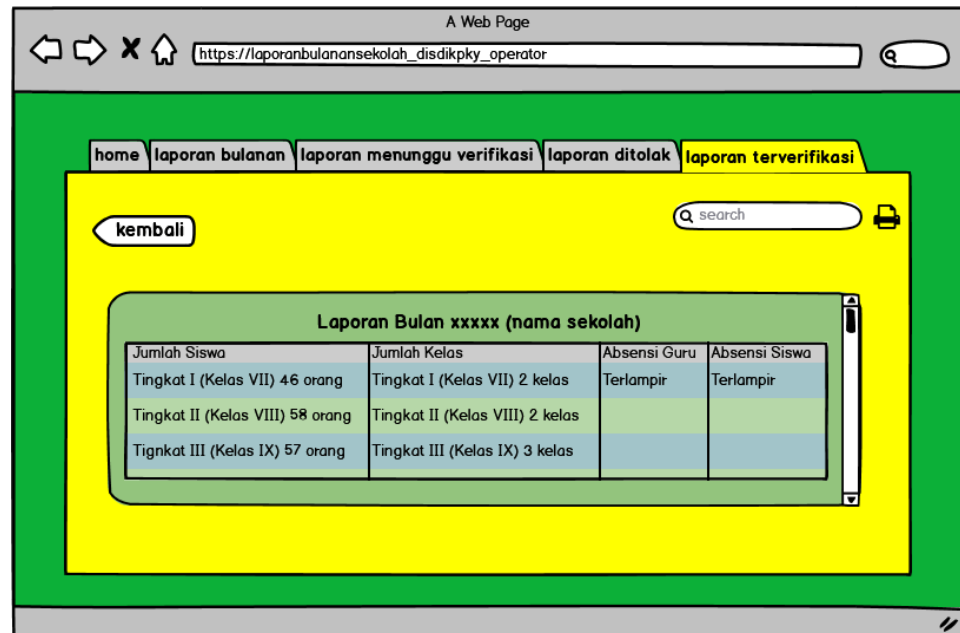 A Web Page
https://laporanbulanansekolah_disdikpky_operator
home laporan bulanan laporan menunggu verifikasi laporan ditolak laporan terverifikasi
search
kembali
Laporan Bulan xxxxx (nama sekolah)
Jumlah Siswa Jumlah Kelas Absensi Guru Absensi Siswa
Tingkat I (Kelas VII) 46 orang Tingkat I (Kelas VII) 2 kelas Terlampir Terlampir
Tingkat II (Kelas VIII) 58 orang Tingkat II (Kelas VIII) 2 kelas
Tignkat III (Kelas IX) 57 orang Tingkat III (Kelas IX) 3 kelas